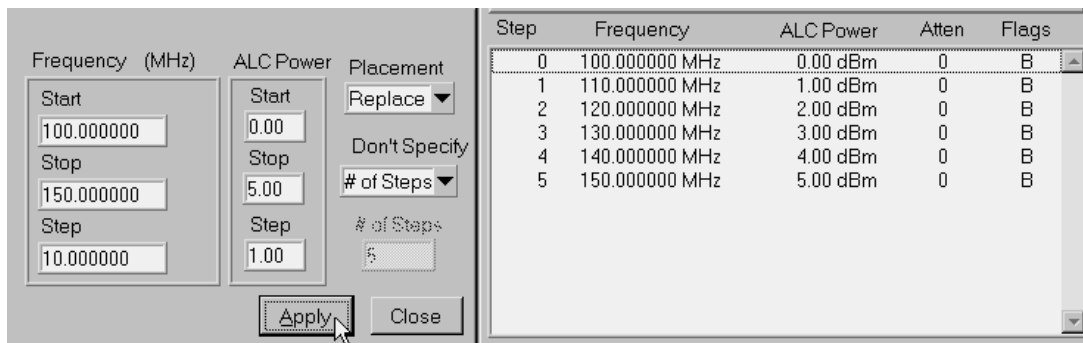 Frequency (MHz)
Start
100.000000
Stop
150.000000
Step
10.000000
ALC Power
Start
0.00
Stop
5.00
Step
1.00
Placement
Replace
Don't Specify
# of Steps
# of Steps
Apply
Close
Step Frequency ALC Power Atten Flags
0 100.000000 MHz 0.00 dBm 0 B
1 110.000000 MHz 1.00 dBm 0 B
2 120.000000 MHz 2.00 dBm 0 B
3 130.000000 MHz 3.00 dBm 0 B
4 140.000000 MHz 4.00 dBm 0 B
5 150.000000 MHz 5.00 dBm 0 B